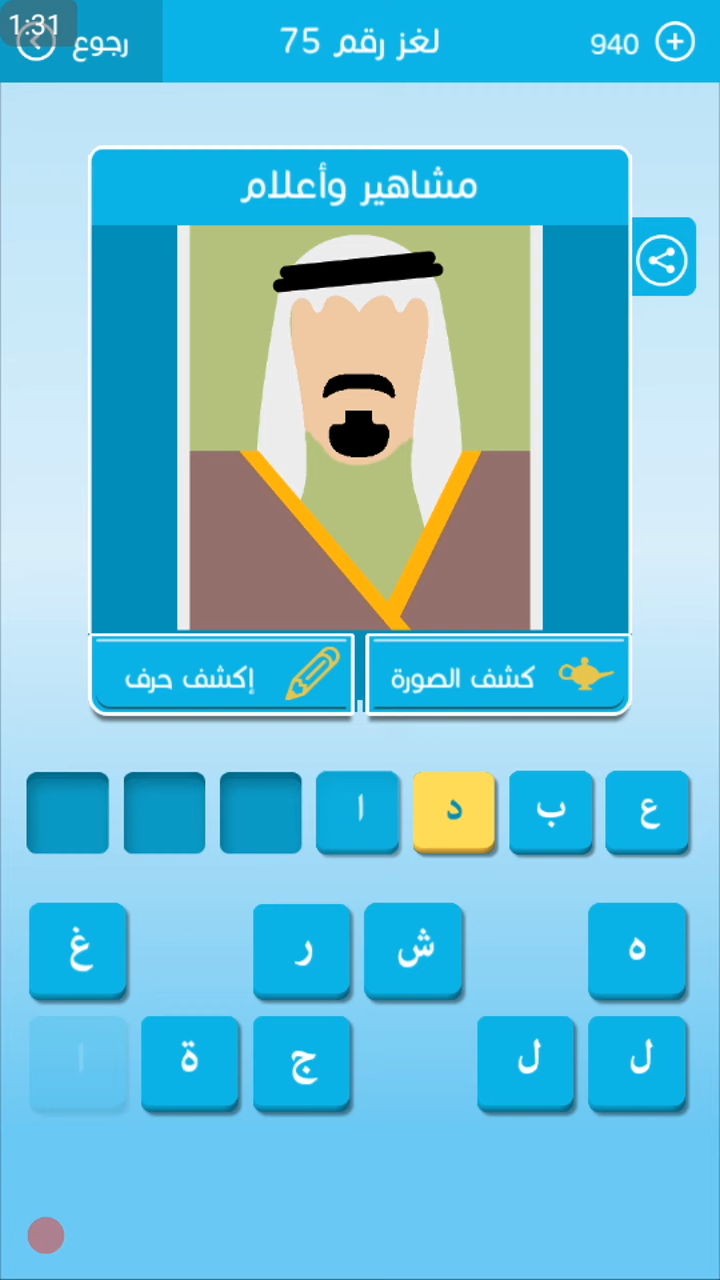 1:31
رجوع
لغز رقم 75
940
مشاهير وأعلام
كشف الصورة
إكشف حرف
ع ب د ا
ه ش ر غ
ل ل ج ة ا